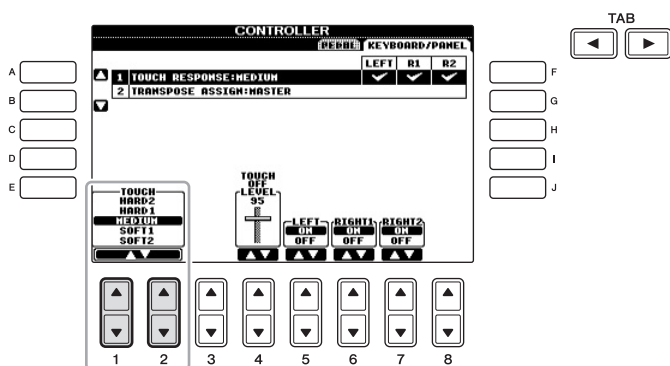 CONTROLLER
TAB
PEDAL KEYBOARD/PANEL
LEFT R1 R2
1 TOUCH RESPONSE:MEDIUM
2 TRANSPOSE ASSIGN:MASTER
A
B
C
D
E
F
G
H
I
J
TOUCH
HARD2
HARD1
MEDIUM
SOFT1
SOFT2
TOUCH
OFF
LEVEL
95
LEFT
ON
OFF
RIGHT1
ON
OFF
RIGHT2
ON
OFF
1 2 3 4 5 6 7 8